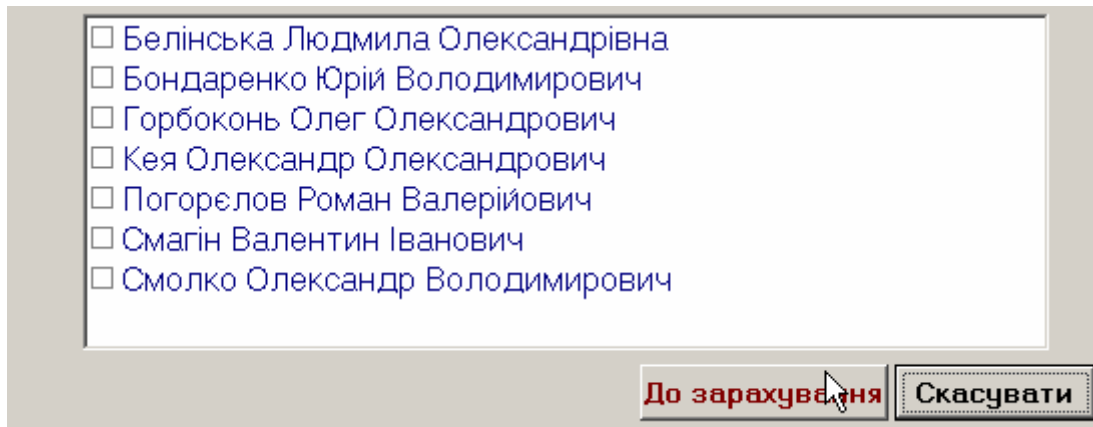 Белінська Людмила Олександрівна
Бондаренко Юрій Володимирович
Горбоконь Олег Олександрович
Кея Олександр Олександрович
Погорєлов Роман Валерійович
Смагін Валентин Іванович
Смолко Олександр Володимирович
До зарахування Скасувати